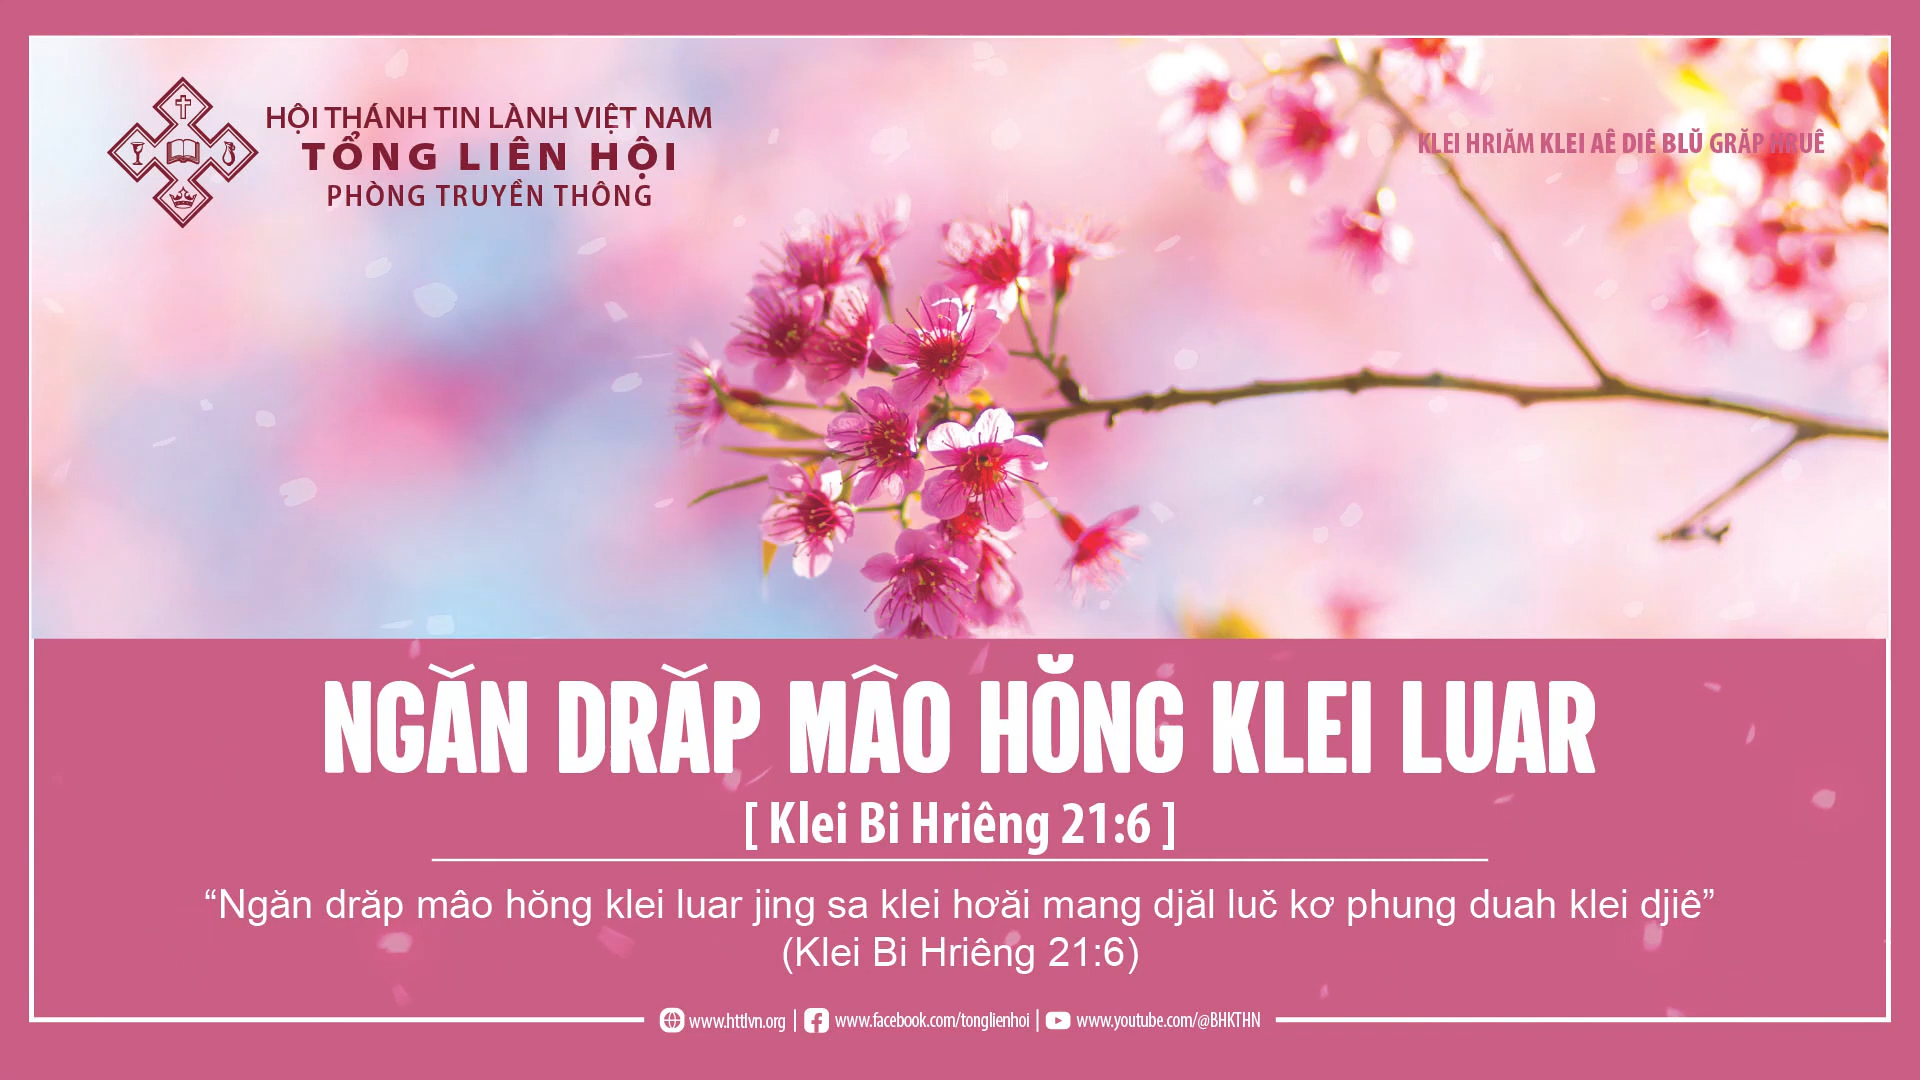 HỘI THÁNH TIN LÀNH VIỆT NAM
TỔNG LIÊN HỘI
PHÒNG TRUYỀN THÔNG
KLEI HRIĂM KLEI AÊ DIÊ BLŬ GRĂP HRUÊ
NGĂN DRĂP MÂO HŎNG KLEI LUAR
[ Klei Bi Hriêng 21:6 ]
“Ngăn drăp mâo hŏng klei luar jing sa klei hơăi mang djăl luč kơ phung duah klei djiê”
(Klei Bi Hriêng 21:6)
www.httlvn.org | www.facebook.com/tonglienhoi | www.youtube.com/@BHKTHN